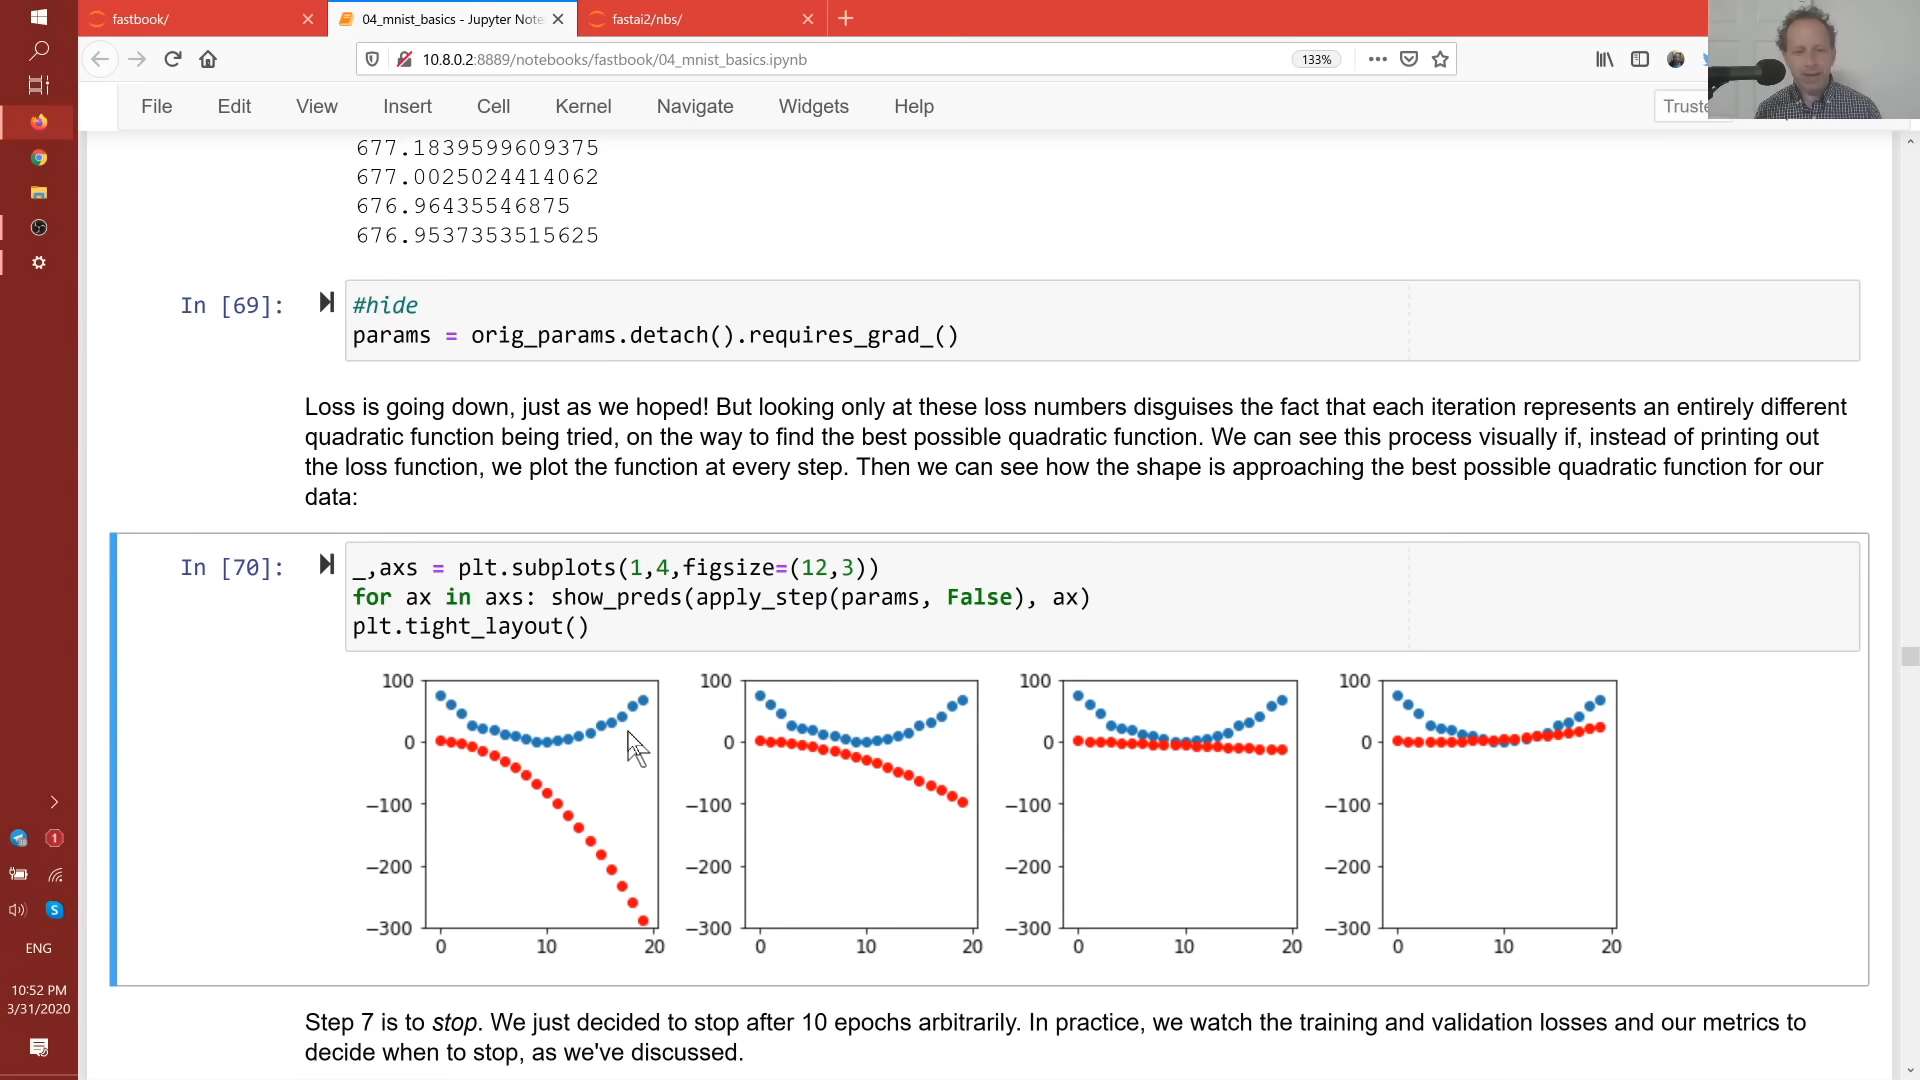 fastbook/
04_mnist_basics - Jupyter Note
fastai2/nbs/
10.8.0.2:8889/notebooks/fastbook/04_mnist_basics.ipynb
133%
File Edit View Insert Cell Kernel Navigate Widgets Help
Truste
677.1839599609375
677.0025024414062
676.96435546875
676.9537353515625
In [69]:
#hide
params = orig_params.detach().requires_grad_()
Loss is going down, just as we hoped! But looking only at these loss numbers disguises the fact that each iteration represents an entirely different
quadratic function being tried, on the way to find the best possible quadratic function. We can see this process visually if, instead of printing out
the loss function, we plot the function at every step. Then we can see how the shape is approaching the best possible quadratic function for our
data:
In [70]:
_,axs = plt.subplots(1,4,figsize=(12,3))
for ax in axs: show_preds(apply_step(params, False), ax)
plt.tight_layout()
100 100 100 100
0 0 0 0
−100 −100 −100 −100
−200 −200 −200 −200
−300 −300 −300 −300
0 10 20 0 10 20 0 10 20 0 10 20
Step 7 is to stop. We just decided to stop after 10 epochs arbitrarily. In practice, we watch the training and validation losses and our metrics to
decide when to stop, as we've discussed.
1
S
ENG
10:52 PM
3/31/2020